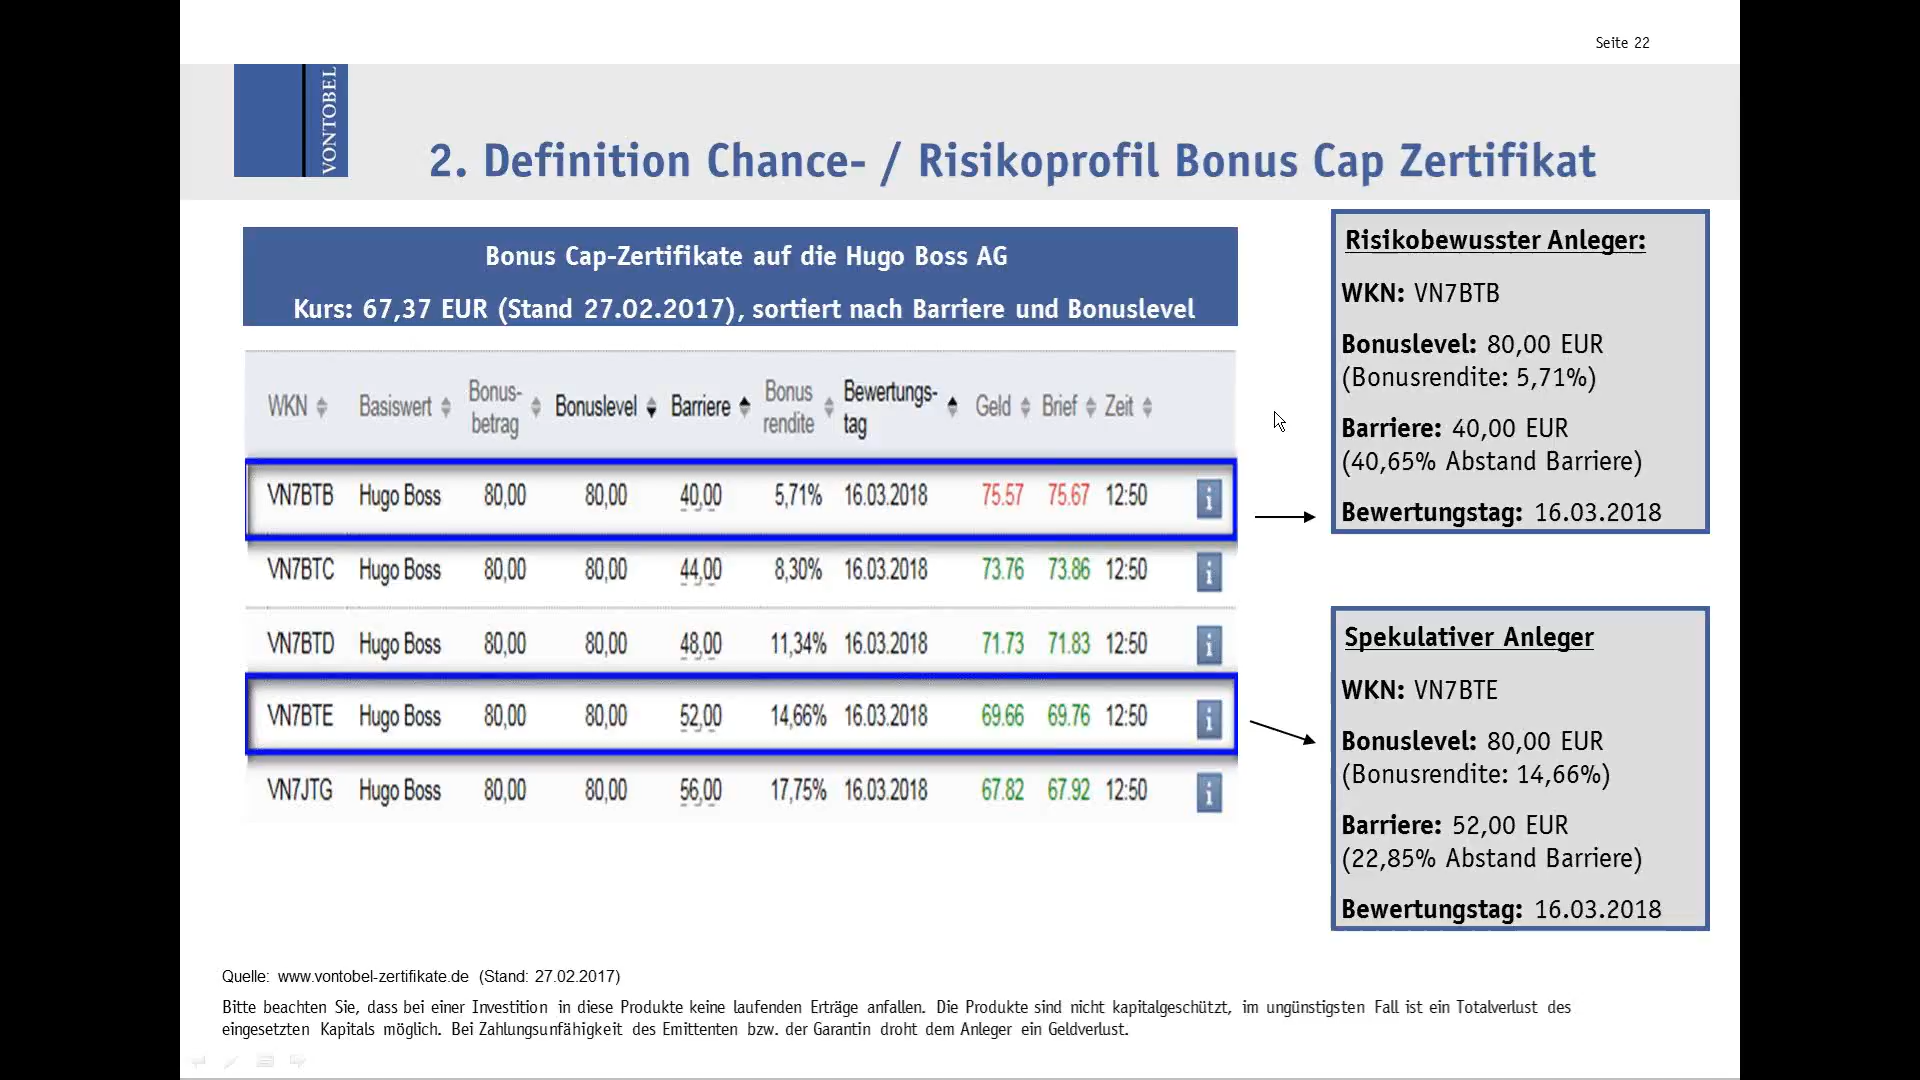 Seite 22
VONTOBEL
2. Definition Chance- / Risikoprofil Bonus Cap Zertifikat
Bonus Cap-Zertifikate auf die Hugo Boss AG
Kurs: 67,37 EUR (Stand 27.02.2017), sortiert nach Barriere und Bonuslevel
WKN Basiswert Bonus-betrag Bonuslevel Barriere Bonus rendite Bewertungs-tag Geld Brief Zeit
VN7BTB Hugo Boss 80,00 80,00 40,00 5,71% 16.03.2018 75.57 75.67 12:50
VN7BTC Hugo Boss 80,00 80,00 44,00 8,30% 16.03.2018 73.76 73.86 12:50
VN7BTD Hugo Boss 80,00 80,00 48,00 11,34% 16.03.2018 71.73 71.83 12:50
VN7BTE Hugo Boss 80,00 80,00 52,00 14,66% 16.03.2018 69.66 69.76 12:50
VN7JTG Hugo Boss 80,00 80,00 56,00 17,75% 16.03.2018 67.82 67.92 12:50
Risikobewusster Anleger:
WKN: VN7BTB
Bonuslevel: 80,00 EUR
(Bonusrendite: 5,71%)
Barriere: 40,00 EUR
(40,65% Abstand Barriere)
Bewertungstag: 16.03.2018
Spekulativer Anleger
WKN: VN7BTE
Bonuslevel: 80,00 EUR
(Bonusrendite: 14,66%)
Barriere: 52,00 EUR
(22,85% Abstand Barriere)
Bewertungstag: 16.03.2018
Quelle: www.vontobel-zertifikate.de (Stand: 27.02.2017)
Bitte beachten Sie, dass bei einer Investition in diese Produkte keine laufenden Erträge anfallen. Die Produkte sind nicht kapitalgeschützt, im ungünstigsten Fall ist ein Totalverlust des
eingesetzten Kapitals möglich. Bei Zahlungsunfähigkeit des Emittenten bzw. der Garantin droht dem Anleger ein Geldverlust.